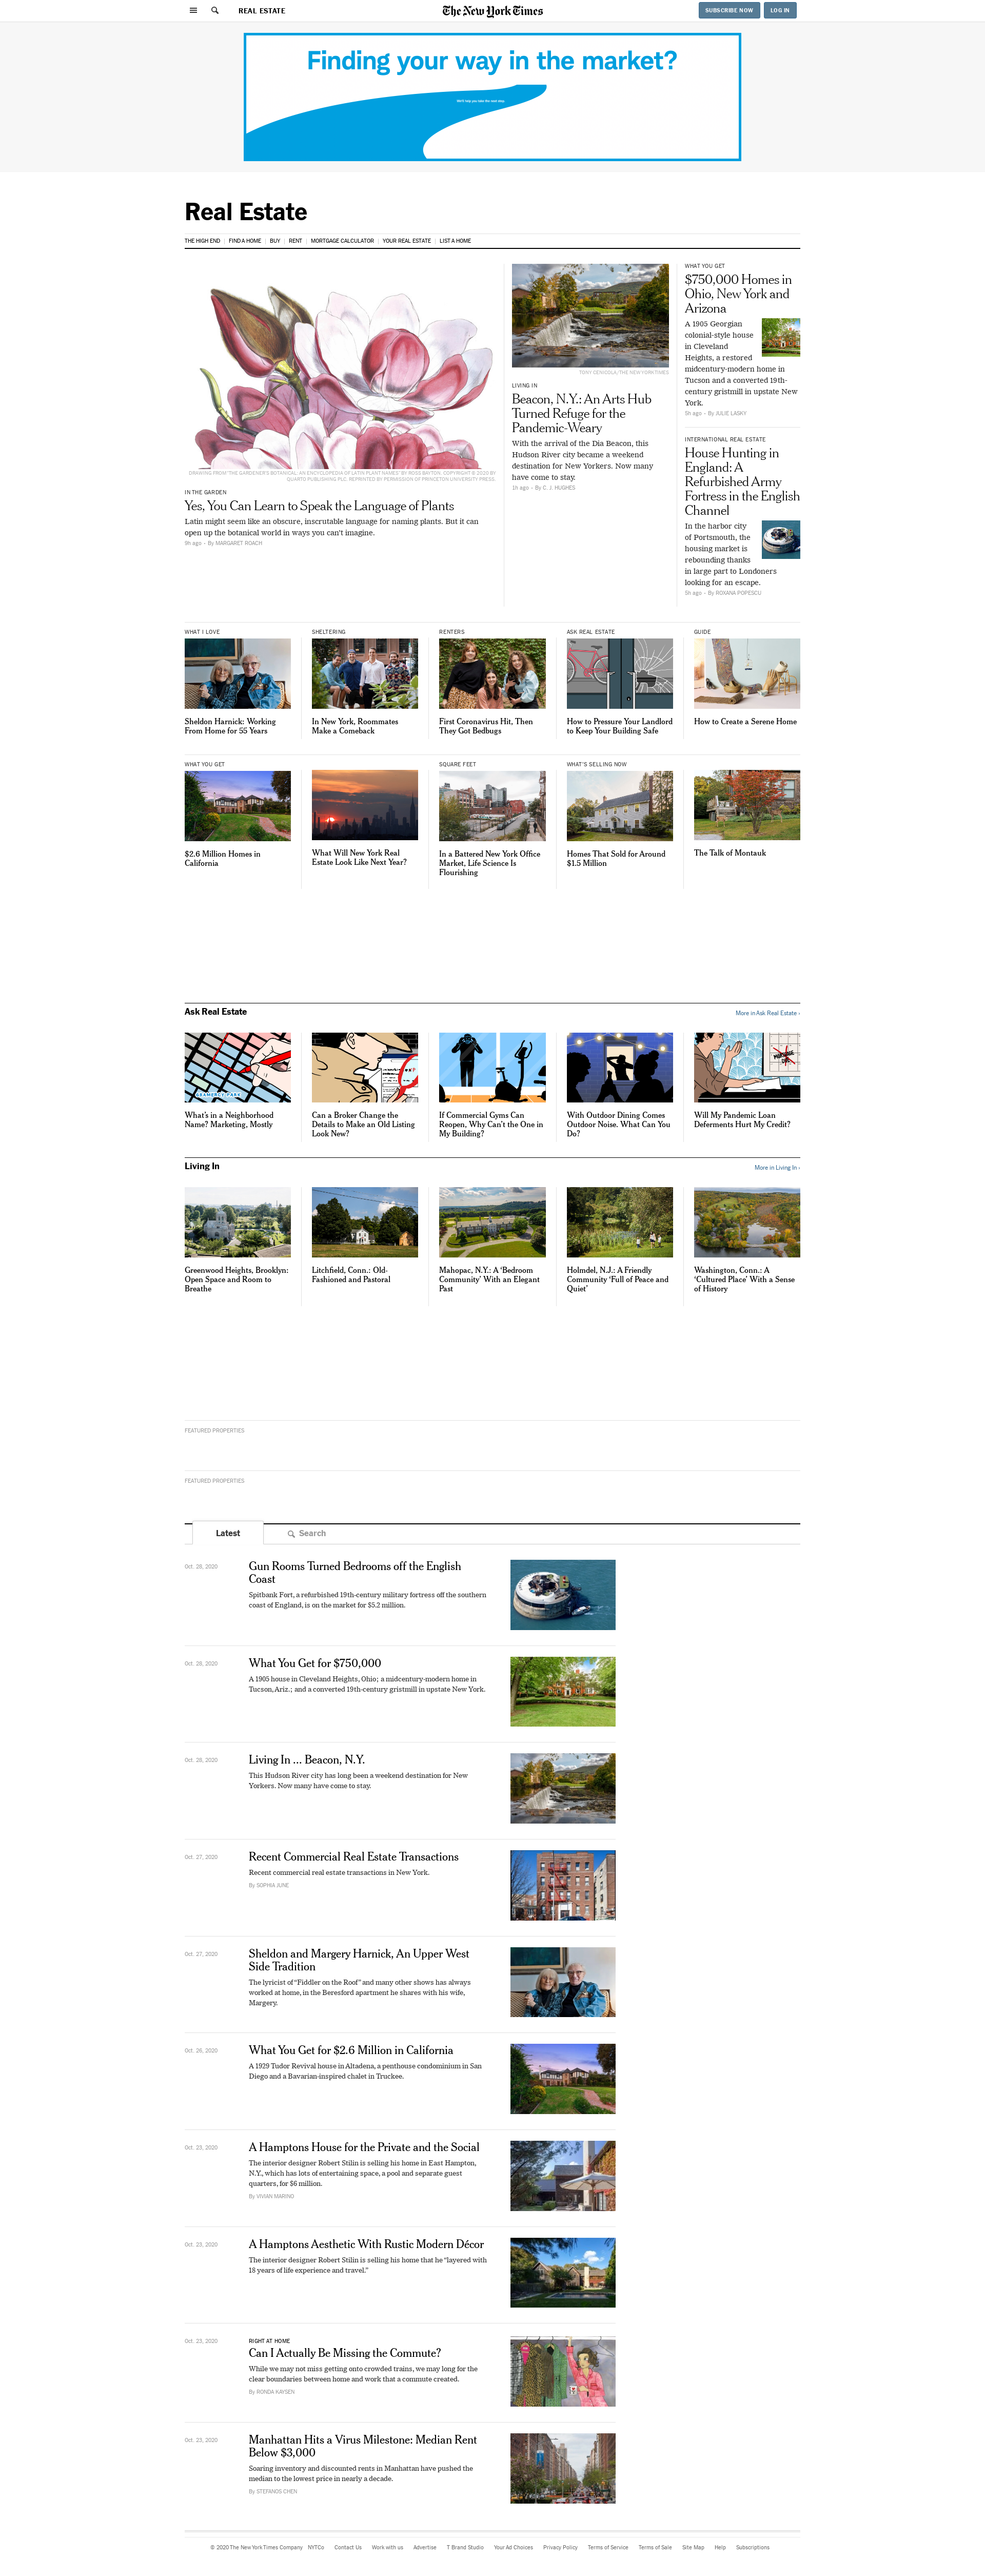 REAL ESTATE
The New York Times
SUBSCRIBE NOW
LOG IN
Finding your way in the market?
We'll help you take the next step.
Real Estate
THE HIGH END
FIND A HOME
BUY
RENT
MORTGAGE CALCULATOR
YOUR REAL ESTATE
LIST A HOME
DRAWING FROM "THE GARDENER'S BOTANICAL: AN ENCYCLOPEDIA OF LATIN PLANT NAMES" BY ROSS BAYTON. COPYRIGHT © 2020 BY
QUARTO PUBLISHING PLC. REPRINTED BY PERMISSION OF PRINCETON UNIVERSITY PRESS.
IN THE GARDEN
Yes, You Can Learn to Speak the Language of Plants
Latin might seem like an obscure, inscrutable language for naming plants. But it can
open up the botanical world in ways you can't imagine.
9h ago – By MARGARET ROACH
TONY CENICOLA/THE NEW YORK TIMES
LIVING IN
Beacon, N.Y.: An Arts Hub
Turned Refuge for the
Pandemic-Weary
With the arrival of the Dia Beacon, this
Hudson River city became a weekend
destination for New Yorkers. Now many
have come to stay.
1h ago – By C. J. HUGHES
WHAT YOU GET
$750,000 Homes in
Ohio, New York and
Arizona
A 1905 Georgian
colonial-style house
in Cleveland
Heights, a restored
midcentury-modern home in
Tucson and a converted 19th-
century gristmill in upstate New
York.
5h ago – By JULIE LASKY
INTERNATIONAL REAL ESTATE
House Hunting in
England: A
Refurbished Army
Fortress in the English
Channel
In the harbor city
of Portsmouth, the
housing market is
rebounding thanks
in large part to Londoners
looking for an escape.
5h ago – By ROXANA POPESCU
WHAT I LOVE
Sheldon Harnick: Working
From Home for 55 Years
SHELTERING
In New York, Roommates
Make a Comeback
RENTERS
First Coronavirus Hit, Then
They Got Bedbugs
ASK REAL ESTATE
How to Pressure Your Landlord
to Keep Your Building Safe
GUIDE
How to Create a Serene Home
WHAT YOU GET
$2.6 Million Homes in
California
What Will New York Real
Estate Look Like Next Year?
SQUARE FEET
In a Battered New York Office
Market, Life Science Is
Flourishing
WHAT'S SELLING NOW
Homes That Sold for Around
$1.5 Million
The Talk of Montauk
Ask Real Estate
More in Ask Real Estate ›
GRAMERCY PARK
What's in a Neighborhood
Name? Marketing, Mostly
Can a Broker Change the
Details to Make an Old Listing
Look New?
If Commercial Gyms Can
Reopen, Why Can't the One in
My Building?
With Outdoor Dining Comes
Outdoor Noise. What Can You
Do?
Will My Pandemic Loan
Deferments Hurt My Credit?
Living In
More in Living In ›
Greenwood Heights, Brooklyn:
Open Space and Room to
Breathe
Litchfield, Conn.: Old-
Fashioned and Pastoral
Mahopac, N.Y.: A 'Bedroom
Community' With an Elegant
Past
Holmdel, N.J.: A Friendly
Community 'Full of Peace and
Quiet'
Washington, Conn.: A
'Cultured Place' With a Sense
of History
FEATURED PROPERTIES
FEATURED PROPERTIES
Latest
Search
Oct. 28, 2020
Gun Rooms Turned Bedrooms off the English
Coast
Spitbank Fort, a refurbished 19th-century military fortress off the southern
coast of England, is on the market for $5.2 million.
Oct. 28, 2020
What You Get for $750,000
A 1905 house in Cleveland Heights, Ohio; a midcentury-modern home in
Tucson, Ariz.; and a converted 19th-century gristmill in upstate New York.
Oct. 28, 2020
Living In ... Beacon, N.Y.
This Hudson River city has long been a weekend destination for New
Yorkers. Now many have come to stay.
Oct. 27, 2020
Recent Commercial Real Estate Transactions
Recent commercial real estate transactions in New York.
By SOPHIA JUNE
Oct. 27, 2020
Sheldon and Margery Harnick, An Upper West
Side Tradition
The lyricist of "Fiddler on the Roof" and many other shows has always
worked at home, in the Beresford apartment he shares with his wife,
Margery.
Oct. 26, 2020
What You Get for $2.6 Million in California
A 1929 Tudor Revival house in Altadena, a penthouse condominium in San
Diego and a Bavarian-inspired chalet in Truckee.
Oct. 23, 2020
A Hamptons House for the Private and the Social
The interior designer Robert Stilin is selling his home in East Hampton,
N.Y., which has lots of entertaining space, a pool and separate guest
quarters, for $6 million.
By VIVIAN MARINO
Oct. 23, 2020
A Hamptons Aesthetic With Rustic Modern Décor
The interior designer Robert Stilin is selling his home that he "layered with
18 years of life experience and travel."
Oct. 23, 2020
RIGHT AT HOME
Can I Actually Be Missing the Commute?
While we may not miss getting onto crowded trains, we may long for the
clear boundaries between home and work that a commute created.
By RONDA KAYSEN
Oct. 23, 2020
Manhattan Hits a Virus Milestone: Median Rent
Below $3,000
Soaring inventory and discounted rents in Manhattan have pushed the
median to the lowest price in nearly a decade.
By STEFANOS CHEN
© 2020 The New York Times Company
NYTCo
Contact Us
Work with us
Advertise
T Brand Studio
Your Ad Choices
Privacy Policy
Terms of Service
Terms of Sale
Site Map
Help
Subscriptions